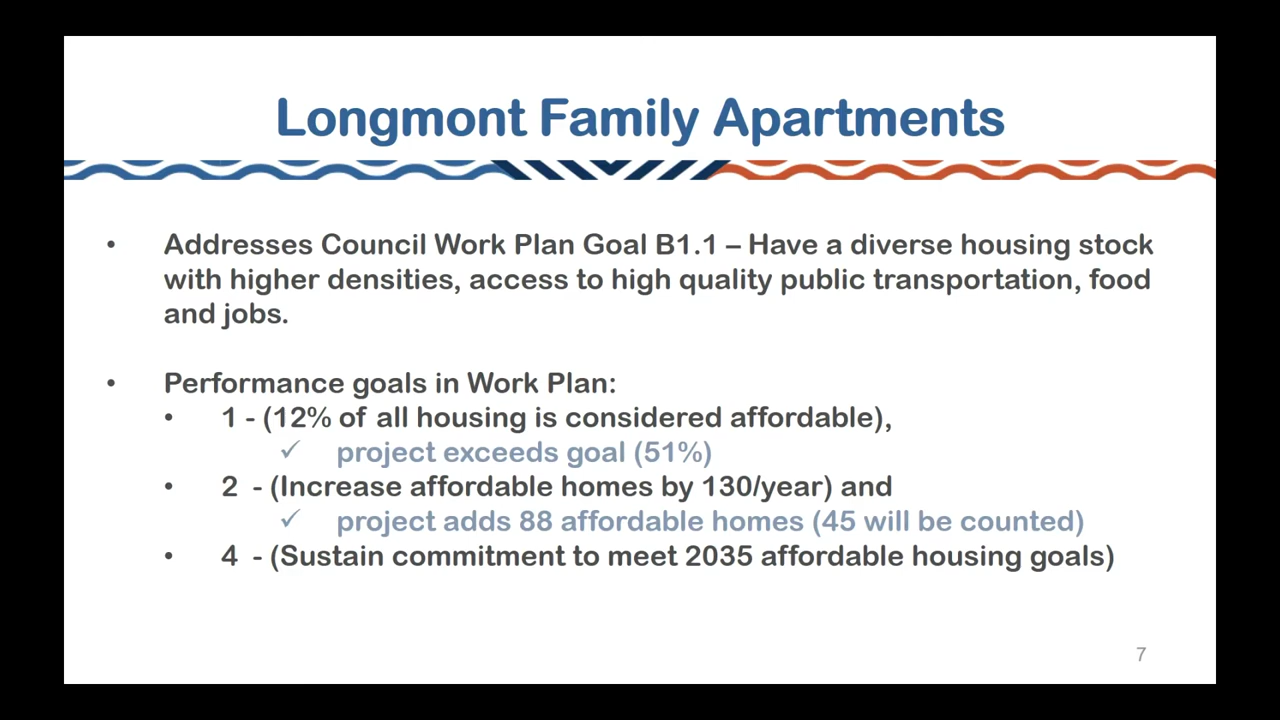 Longmont Family Apartments
• Addresses Council Work Plan Goal B1.1 – Have a diverse housing stock
with higher densities, access to high quality public transportation, food
and jobs.
• Performance goals in Work Plan:
• 1 - (12% of all housing is considered affordable),
✓ project exceeds goal (51%)
• 2 - (Increase affordable homes by 130/year) and
✓ project adds 88 affordable homes (45 will be counted)
• 4 - (Sustain commitment to meet 2035 affordable housing goals)
7